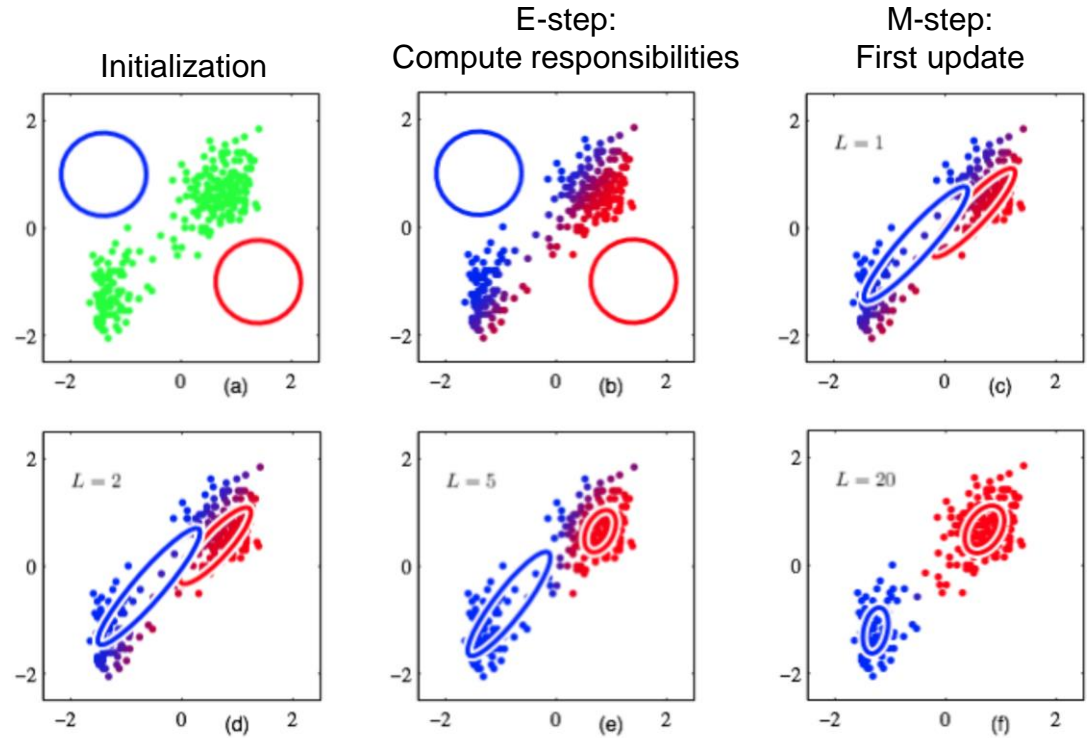 Initialization
E-step:
Compute responsibilities
M-step:
First update
2
0
−2
−2 0 (a) 2
2
0
−2
−2 0 (b) 2
L = 1
2
0
−2
−2 0 (c) 2
L = 2
2
0
−2
−2 0 (d) 2
L = 5
2
0
−2
−2 0 (e) 2
L = 20
2
0
−2
−2 0 (f) 2